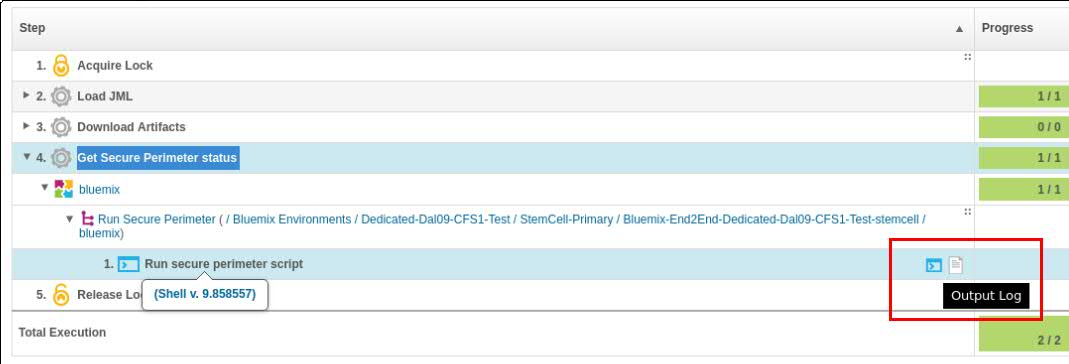 Step
Progress
1. Acquire Lock
2. Load JML
1 / 1
3. Download Artifacts
0 / 0
4. Get Secure Perimeter status
1 / 1
bluemix
1 / 1
Run Secure Perimeter ( / Bluemix Environments / Dedicated-Dal09-CFS1-Test / StemCell-Primary / Bluemix-End2End-Dedicated-Dal09-CFS1-Test-stemcell /
bluemix)
1. Run secure perimeter script
(Shell v. 9.858557)
5. Release Lo
Output Log
Total Execution
2 / 2